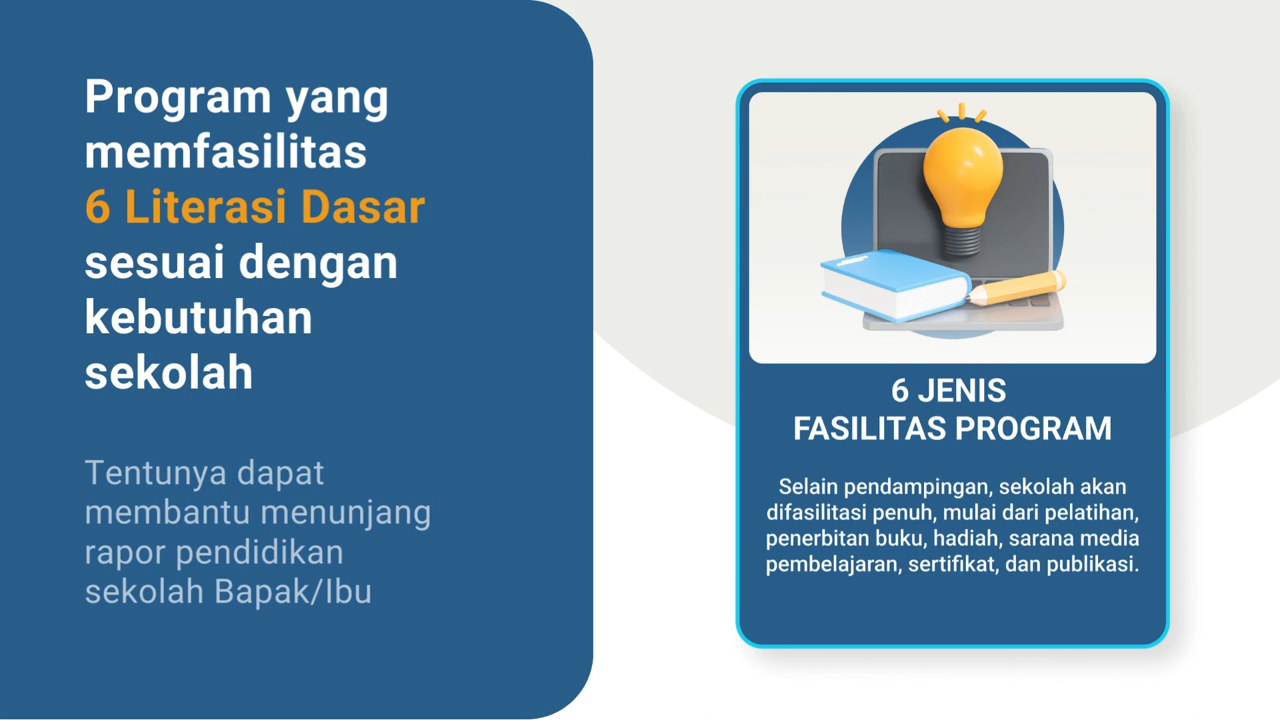 Program yang
memfasilitas
6 Literasi Dasar
sesuai dengan
kebutuhan
sekolah
Tentunya dapat
membantu menunjang
rapor pendidikan
sekolah Bapak/Ibu
6 JENIS
FASILITAS PROGRAM
Selain pendampingan, sekolah akan
difasilitasi penuh, mulai dari pelatihan,
penerbitan buku, hadiah, sarana media
pembelajaran, sertifikat, dan publikasi.